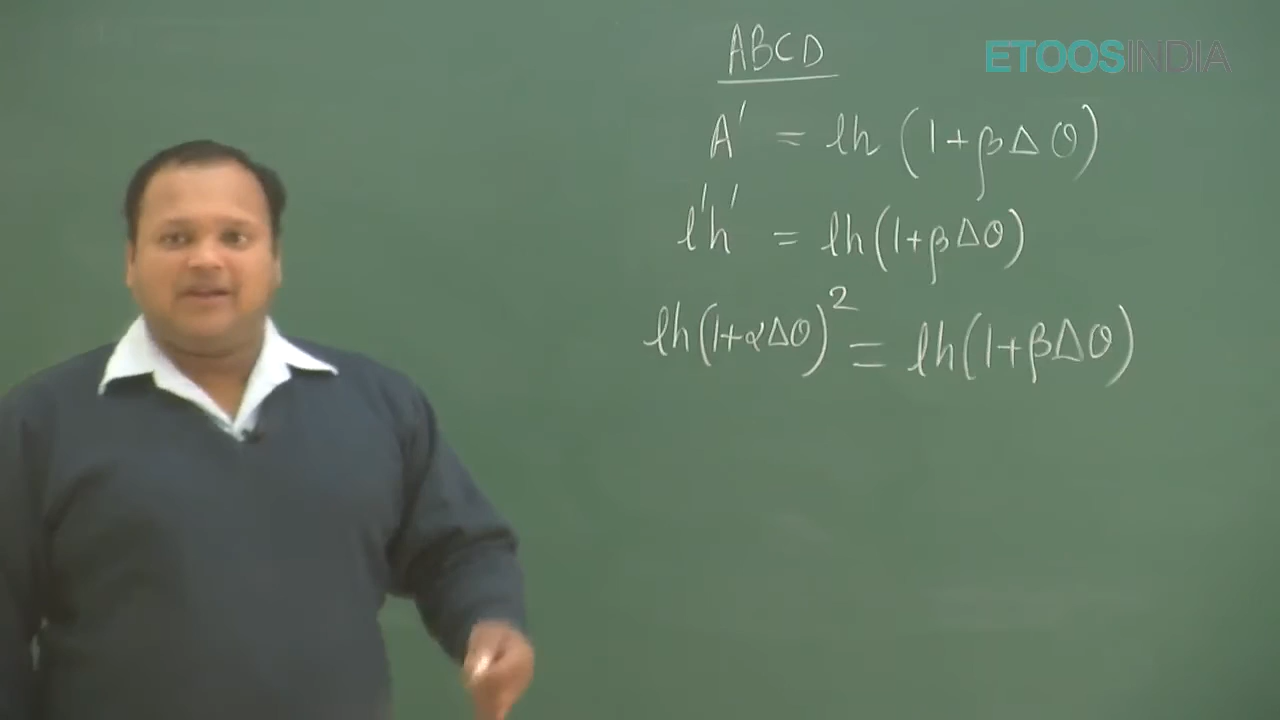 ABCD
ETOOSINDIA
A' = lh (1+βΔθ)
l'h' = lh(1+βΔθ)
lh(1+αΔθ)² = lh(1+βΔθ)